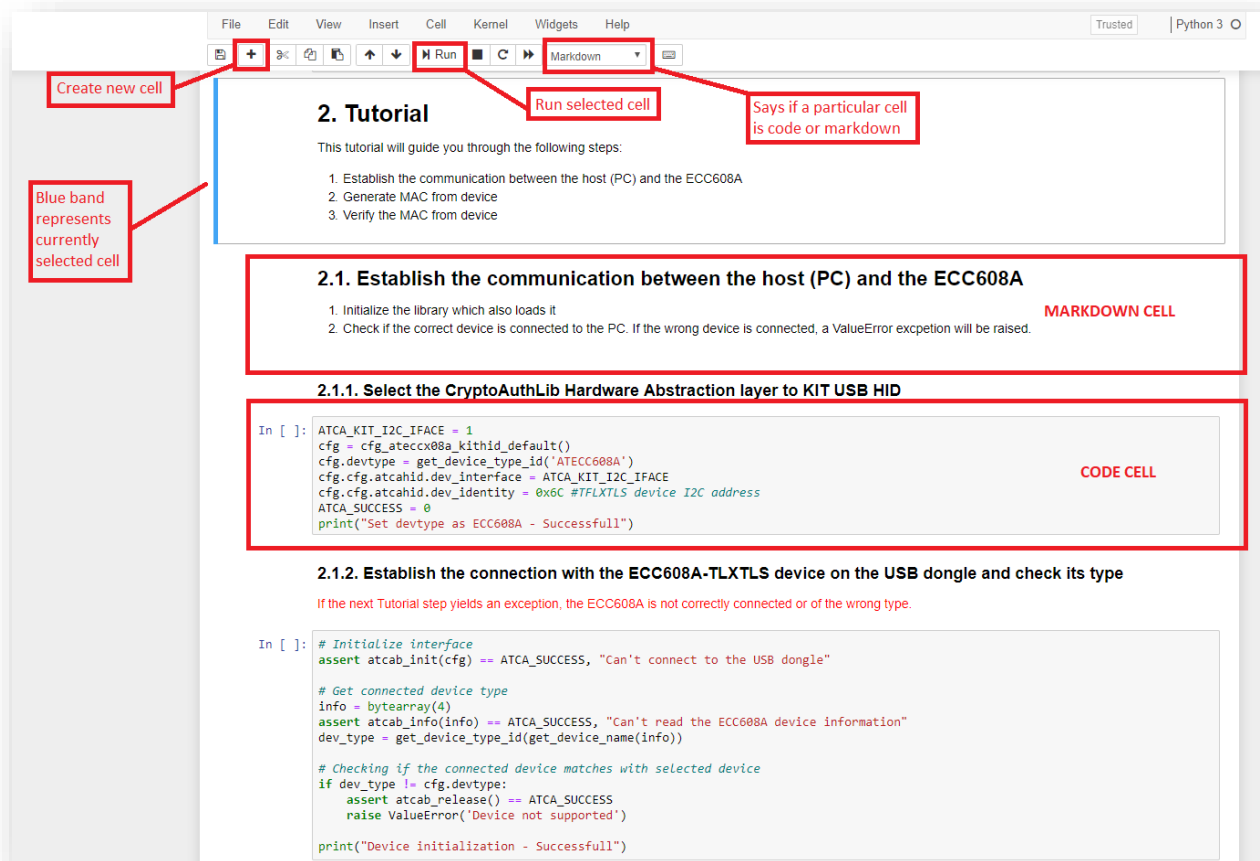 File Edit View Insert Cell Kernel Widgets Help Trusted Python 3
Run Markdown
Create new cell
Run selected cell
Says if a particular cell
is code or markdown
2. Tutorial
This tutorial will guide you through the following steps:
1. Establish the communication between the host (PC) and the ECC608A
2. Generate MAC from device
3. Verify the MAC from device
Blue band
represents
currently
selected cell
2.1. Establish the communication between the host (PC) and the ECC608A
1. Initialize the library which also loads it
2. Check if the correct device is connected to the PC. If the wrong device is connected, a ValueError excpetion will be raised.
MARKDOWN CELL
2.1.1. Select the CryptoAuthLib Hardware Abstraction layer to KIT USB HID
In [ ]: ATCA_KIT_I2C_IFACE = 1
cfg = cfg_ateccx08a_kithid_default()
cfg.devtype = get_device_type_id('ATECC608A')
cfg.cfg.atcahid.dev_interface = ATCA_KIT_I2C_IFACE
cfg.cfg.atcahid.dev_identity = 0x6C #TFLXTLS device I2C address
ATCA_SUCCESS = 0
print("Set devtype as ECC608A - Successfull")
CODE CELL
2.1.2. Establish the connection with the ECC608A-TLXTLS device on the USB dongle and check its type
If the next Tutorial step yields an exception, the ECC608A is not correctly connected or of the wrong type.
In [ ]: # Initialize interface
assert atcab_init(cfg) == ATCA_SUCCESS, "Can't connect to the USB dongle"
# Get connected device type
info = bytearray(4)
assert atcab_info(info) == ATCA_SUCCESS, "Can't read the ECC608A device information"
dev_type = get_device_type_id(get_device_name(info))
# Checking if the connected device matches with selected device
if dev_type != cfg.devtype:
    assert atcab_release() == ATCA_SUCCESS
    raise ValueError('Device not supported')
print("Device initialization - Successfull")